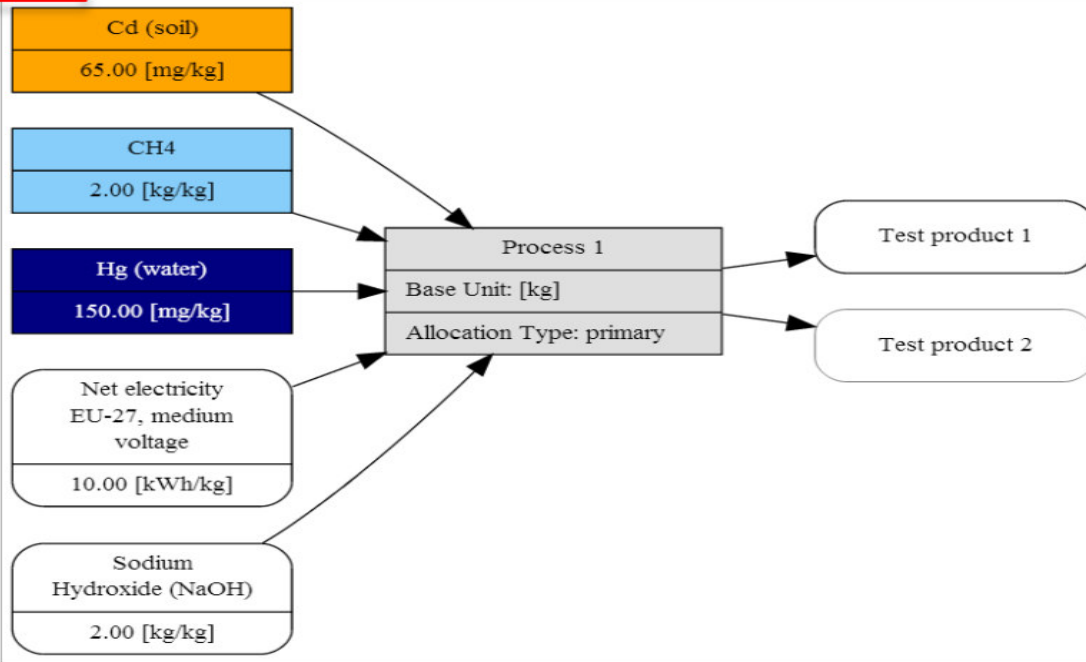 Cd (soil)
65.00 [mg/kg]
CH4
2.00 [kg/kg]
Hg (water)
150.00 [mg/kg]
Net electricity
EU-27, medium
voltage
10.00 [kWh/kg]
Sodium
Hydroxide (NaOH)
2.00 [kg/kg]
Process 1
Base Unit: [kg]
Allocation Type: primary
Test product 1
Test product 2